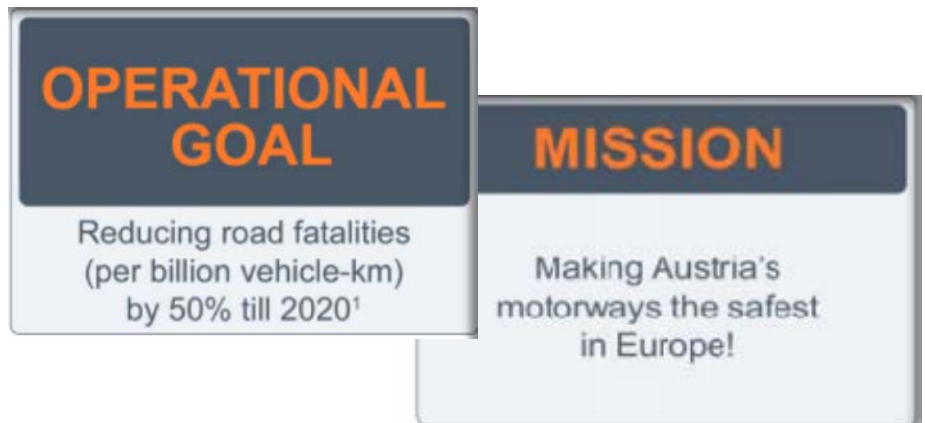 OPERATIONAL
GOAL
Reducing road fatalities
(per billion vehicle-km)
by 50% till 2020¹
MISSION
Making Austria's
motorways the safest
in Europe!